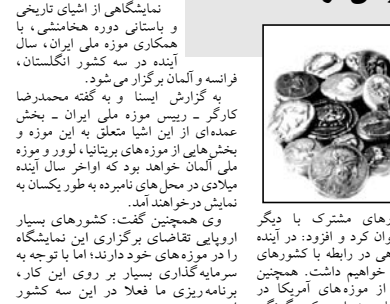 نمایشگاهی از اشیای تاریخی
و باستانی دوره هخامنشی، با
همکاری موزه ملی ایران، سال
آینده در سه کشور انگلستان،
فرانسه و آلمان برگزار می شود.
به گزارش ایسنا و به گفته محمدرضا
کارگر ـ رییس موزه ملی ایران ـ بخش
عمده‌ای از این اشیا متعلق به این موزه و
بخش‌هایی از موزه‌های بریتانیا، لوور و موزه
ملی آلمان خواهد بود که اواخر سال آینده
میلادی در محل‌های نامبرده به طور یکسان به
نمایش درخواهند آمد.
وی همچنین گفت: کشورهای بسیار
اروپایی تقاضای برگزاری این نمایشگاه
را در موزه‌های خود دارند؛ اما با توجه به
سرمایه گذاری بسیار بر روی این کار،
برنامه‌ریزی ما فعلا در این سه کشور
رهای مشترک با دیگر
وان کرد و افزود: در آینده
هی در رابطه با کشورهای
خواهیم داشت. همچنین
از موزه‌های آمریکا در